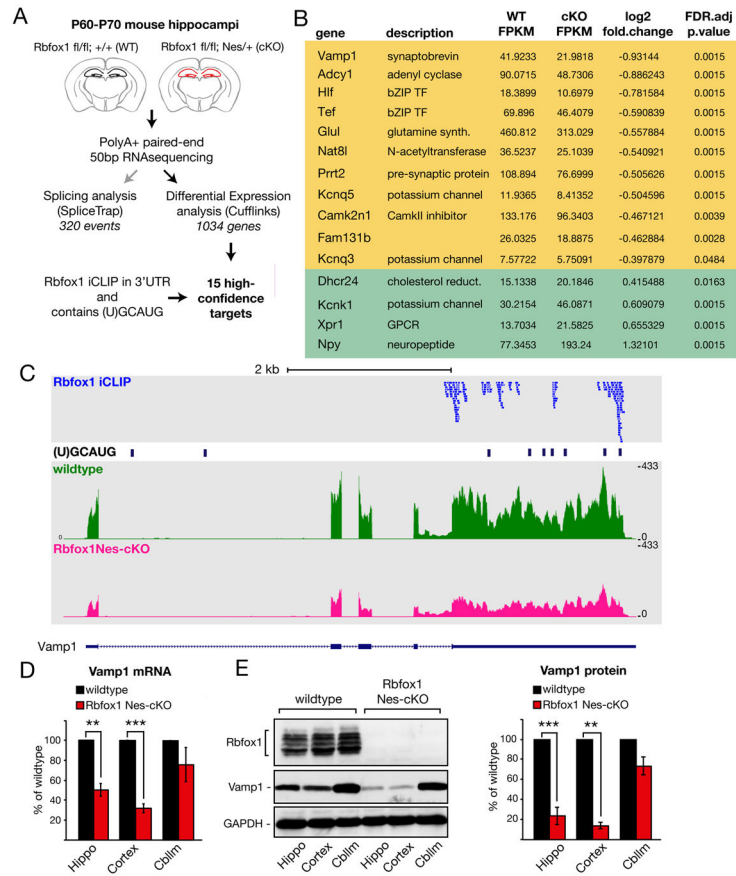 A
P60-P70 mouse hippocampi
Rbfox1 fl/fl; +/+ (WT) Rbfox1 fl/fl; Nes/+ (cKO)
PolyA+ paired-end
50bp RNAsequencing
Splicing analysis
(SpliceTrap)
320 events
Differential Expression
analysis (Cufflinks)
1034 genes
Rbfox1 iCLIP in 3'UTR
and
contains (U)GCAUG
15 high-
confidence
targets
B
gene description WT FPKM cKO FPKM log2 fold.change FDR.adj p.value
Vamp1 synaptobrevin 41.9233 21.9818 -0.93144 0.0015
Adcy1 adenyl cyclase 90.0715 48.7306 -0.886243 0.0015
Hlf bZIP TF 18.3899 10.6979 -0.781584 0.0015
Tef bZIP TF 69.896 46.4079 -0.590839 0.0015
Glul glutamine synth. 460.812 313.029 -0.557884 0.0015
Nat8l N-acetyltransferase 36.5237 25.1039 -0.540921 0.0015
Prrt2 pre-synaptic protein 108.894 76.6999 -0.505626 0.0015
Kcnq5 potassium channel 11.9365 8.41352 -0.504596 0.0015
Camk2n1 CamkII inhibitor 133.176 96.3403 -0.467121 0.0039
Fam131b 26.0325 18.8875 -0.462884 0.0028
Kcnq3 potassium channel 7.57722 5.75091 -0.397879 0.0484
Dhcr24 cholesterol reduct. 15.1338 20.1846 0.415488 0.0163
Kcnk1 potassium channel 30.2154 46.0871 0.609079 0.0015
Xpr1 GPCR 13.7034 21.5825 0.655329 0.0015
Npy neuropeptide 77.3453 193.24 1.32101 0.0015
C
2 kb
Rbfox1 iCLIP
(U)GCAUG
wildtype
-433
0
-0
Rbfox1Nes-cKO
-433
-0
Vamp1
D
Vamp1 mRNA
wildtype
Rbfox1 Nes-cKO
% of wildtype
100
80
60
40
20
** ***
Hippo Cortex Cbllm
E
wildtype
Rbfox1
Nes-cKO
Rbfox1
Vamp1 -
GAPDH -
Hippo Cortex Cbllm Hippo Cortex Cbllm
Vamp1 protein
wildtype
Rbfox1 Nes-cKO
% of wildtype
100
80
60
40
20
*** **
Hippo Cortex Cbllm